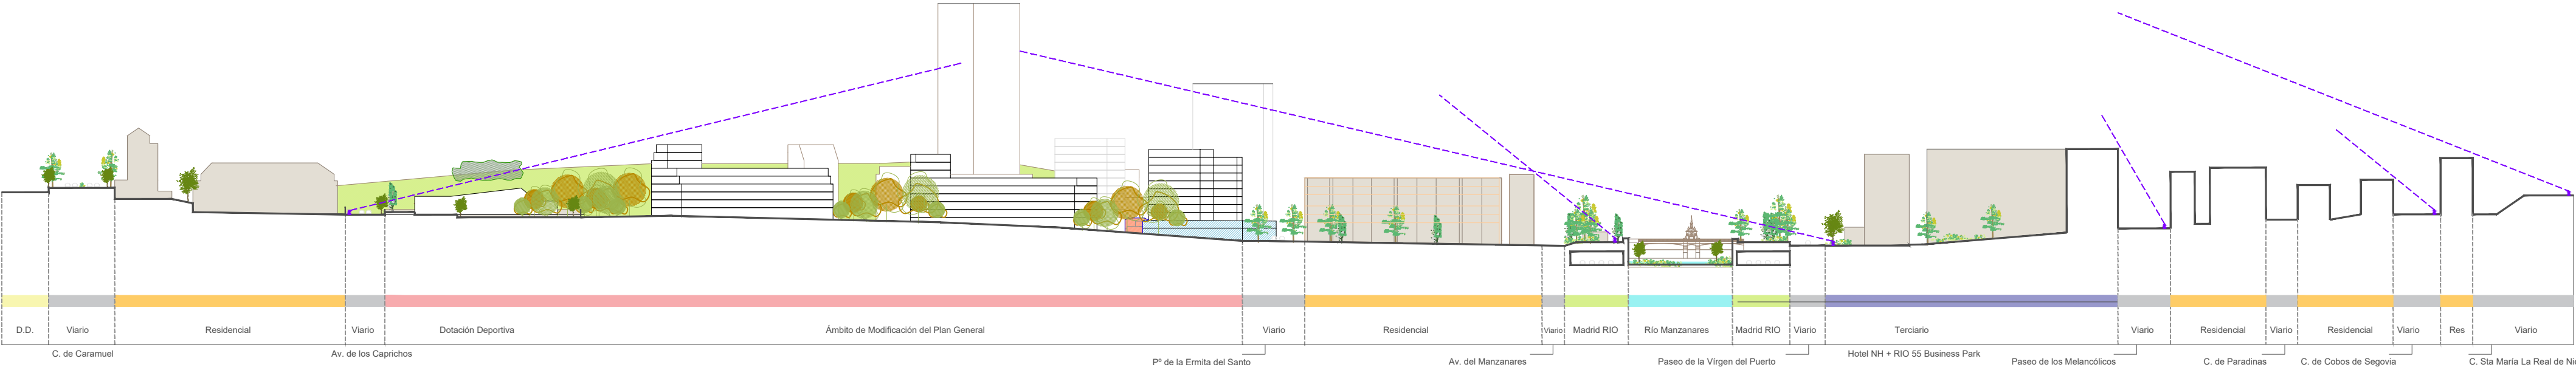 D.D.
Viario
Residencial
Viario
Dotación Deportiva
Ámbito de Modificación del Plan General
Viario
Residencial
Viario
Madrid RIO
Río Manzanares
Madrid RIO
Viario
Terciario
Viario
Residencial
Viario
Residencial
Viario
Res
Viario
C. de Caramuel
Av. de los Caprichos
Pº de la Ermita del Santo
Av. del Manzanares
Paseo de la Vírgen del Puerto
Hotel NH + RIO 55 Business Park
Paseo de los Melancólicos
C. de Paradinas
C. de Cobos de Segovia
C. Sta María La Real de